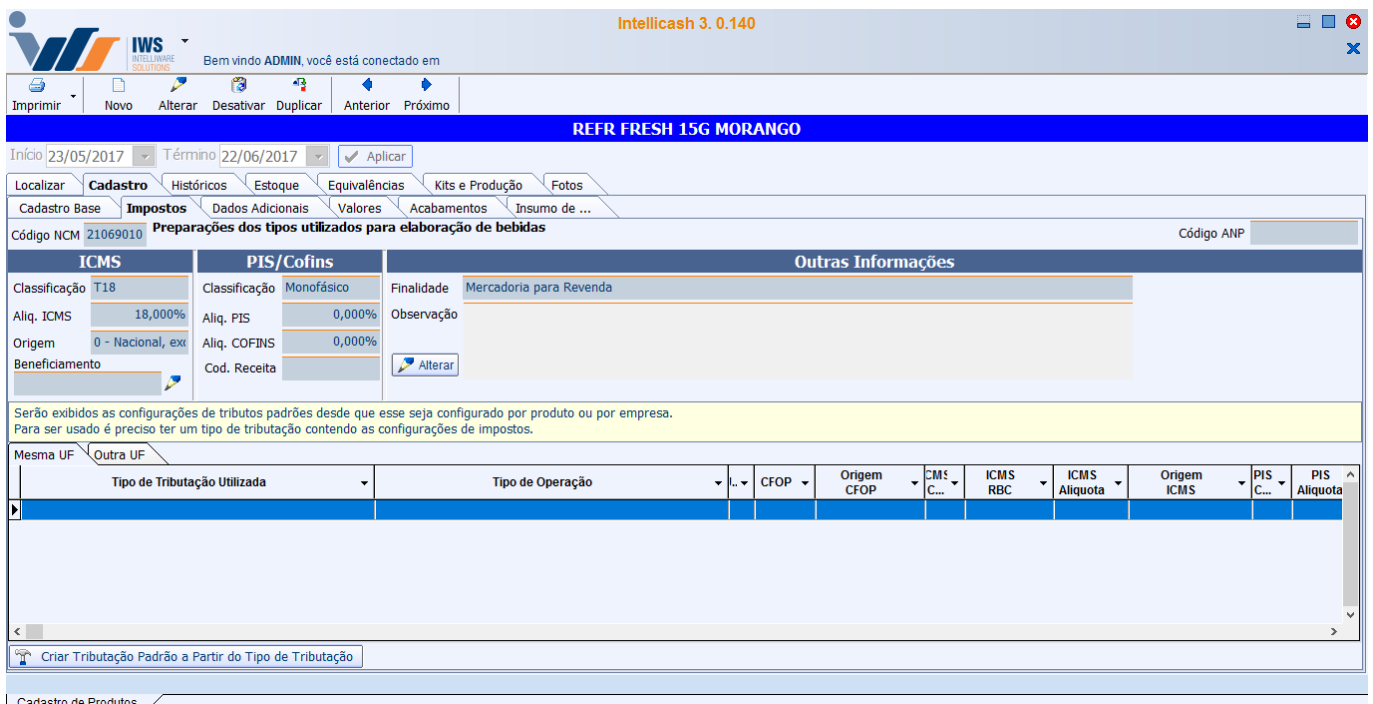 Intellicash 3. 0.140
IWS
INTELLIWARE
SOLUTIONS
Bem vindo ADMIN, você está conectado em
Imprimir Novo Alterar Desativar Duplicar Anterior Próximo
REFR FRESH 15G MORANGO
Início 23/05/2017 Término 22/06/2017 Aplicar
Localizar Cadastro Históricos Estoque Equivalências Kits e Produção Fotos
Cadastro Base Impostos Dados Adicionais Valores Acabamentos Insumo de ...
Código NCM 21069010 Preparações dos tipos utilizados para elaboração de bebidas Código ANP
ICMS PIS/Cofins Outras Informações
Classificação T18 Classificação Monofásico Finalidade Mercadoria para Revenda
Aliq. ICMS 18,000% Aliq. PIS 0,000% Observação
Origem 0 - Nacional, exc Aliq. COFINS 0,000%
Beneficiamento Cod. Receita Alterar
Serão exibidos as configurações de tributos padrões desde que esse seja configurado por produto ou por empresa.
Para ser usado é preciso ter um tipo de tributação contendo as configurações de impostos.
Mesma UF Outra UF
Tipo de Tributação Utilizada Tipo de Operação CFOP Origem CFOP C... ICMS RBC ICMS Aliquota Origem ICMS PIS C... PIS Aliquota
Criar Tributação Padrão a Partir do Tipo de Tributação
Cadastro de Produtos